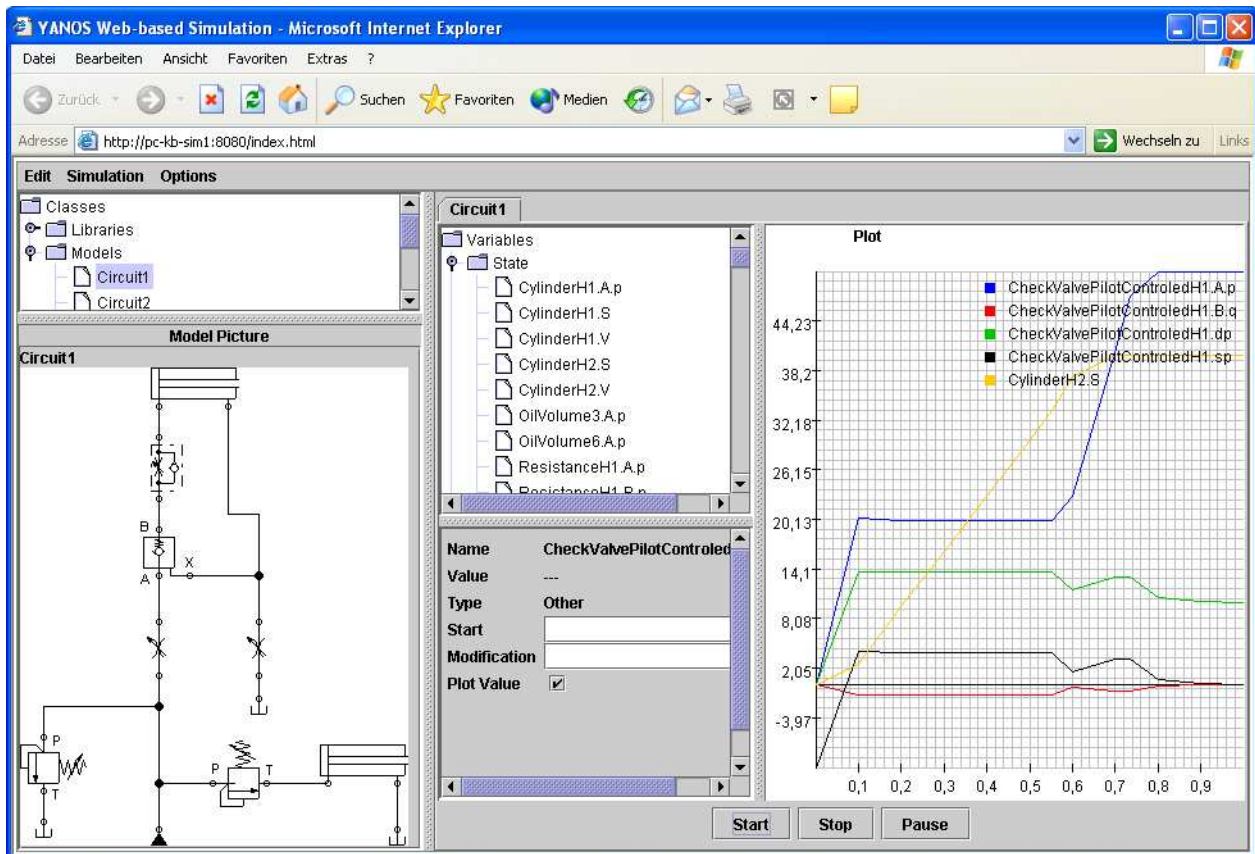 YANOS Web-based Simulation - Microsoft Internet Explorer
Datei Bearbeiten Ansicht Favoriten Extras ?
Zurück Suchen Favoriten Medien
Adresse http://pc-kb-sim1:8080/index.html Wechseln zu Links
Edit Simulation Options
Classes
Libraries
Models
Circuit1
Circuit2
Model Picture
Circuit1
B
X
A
P
T
P
T
Circuit1
Variables
State
CylinderH1.A.p
CylinderH1.S
CylinderH1.V
CylinderH2.S
CylinderH2.V
OilVolume3.A.p
OilVolume6.A.p
ResistanceH1.A.p
ResistanceH1.B.p
Name CheckValvePilotControled
Value ---
Type Other
Start
Modification
Plot Value
Plot
CheckValvePilotControledH1.A.p
CheckValvePilotControledH1.B.q
CheckValvePilotControledH1.dp
CheckValvePilotControledH1.sp
CylinderH2.S
44,23
38,2
32,18
26,15
20,13
14,1
8,08
2,05
-3,97
0,1 0,2 0,3 0,4 0,5 0,6 0,7 0,8 0,9
Start Stop Pause